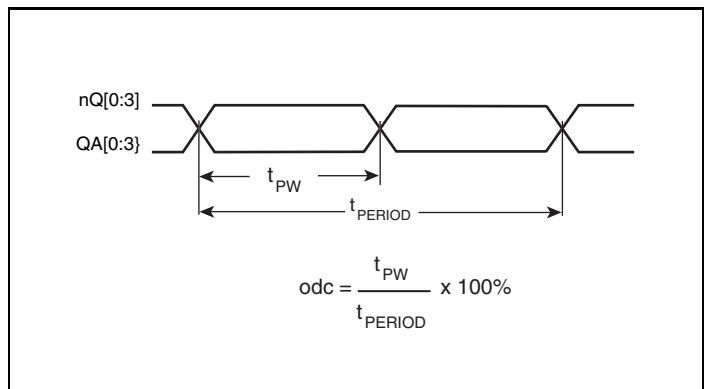 nQ[0:3]
QA[0:3}
tPW
tPERIOD
tPW
odc = x 100%
tPERIOD